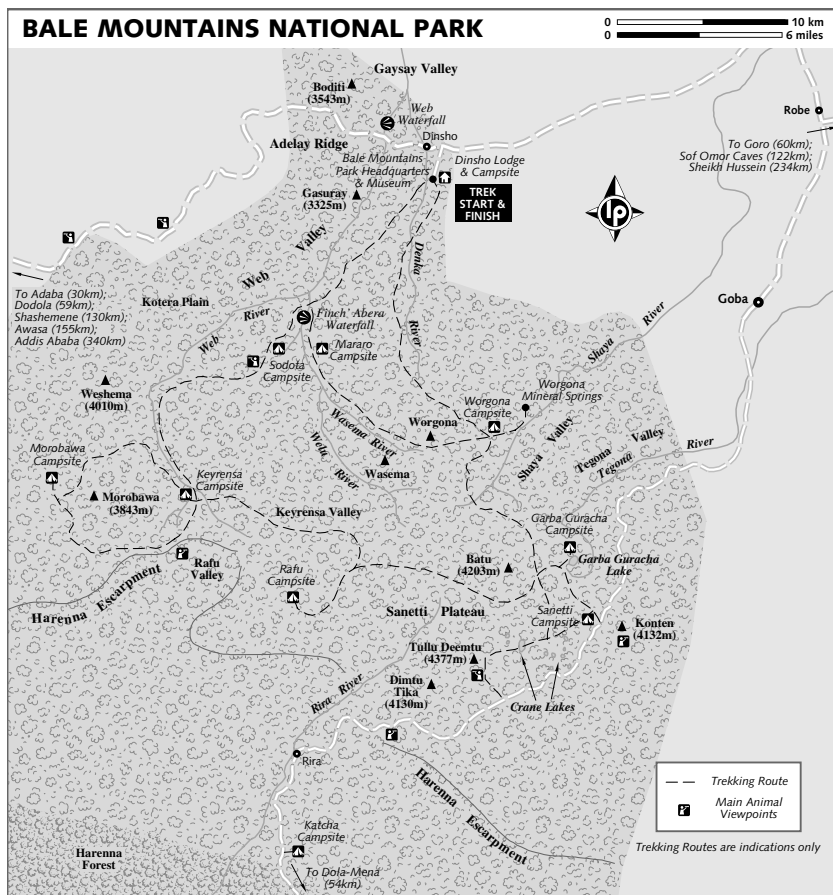 BALE MOUNTAINS NATIONAL PARK
0 10 km
0 6 miles
Gaysay Valley
Boditi
(3543m)
Web
Waterfall
Robe
Dinsho
Adelay Ridge
To Goro (60km);
Sof Omor Caves (122km);
Sheikh Hussein (234km)
Bale Mountains
Park Headquarters
& Museum
Dinsho Lodge
& Campsite
TREK
START &
FINISH
Gasuray
(3325m)
lp
Web Valley
Denka River
To Adaba (30km);
Dodola (59km);
Shashemene (130km);
Awasa (155km);
Addis Ababa (340km)
Kotera Plain
Goba
Web River
Finch' Abera
Waterfall
Shaya River
Sodota
Campsite
Mararo
Campsite
Weshema
(4010m)
Worgona
Mineral Springs
Worgona
Campsite
Wasema River
Worgona
Welu River
Wasema
Shaya Valley
Tegona Valley
Tegona River
Morobawa
Campsite
Keyrensa
Campsite
Morobawa
(3843m)
Keyrensa Valley
Garba Guracha
Campsite
Garba Guracha
Lake
Rafu
Valley
Rafu
Campsite
Batu
(4203m)
Harenna Escarpment
Sanetti Plateau
Sanetti
Campsite
Konten
(4132m)
Tullu Deemtu
(4377m)
Dimtu
Tika
(4130m)
Crane Lakes
Rira River
Rira
Harenna Escarpment
Trekking Route
Main Animal
Viewpoints
Trekking Routes are indications only
Katcha
Campsite
Harenna
Forest
To Dola-Mena
(54km)